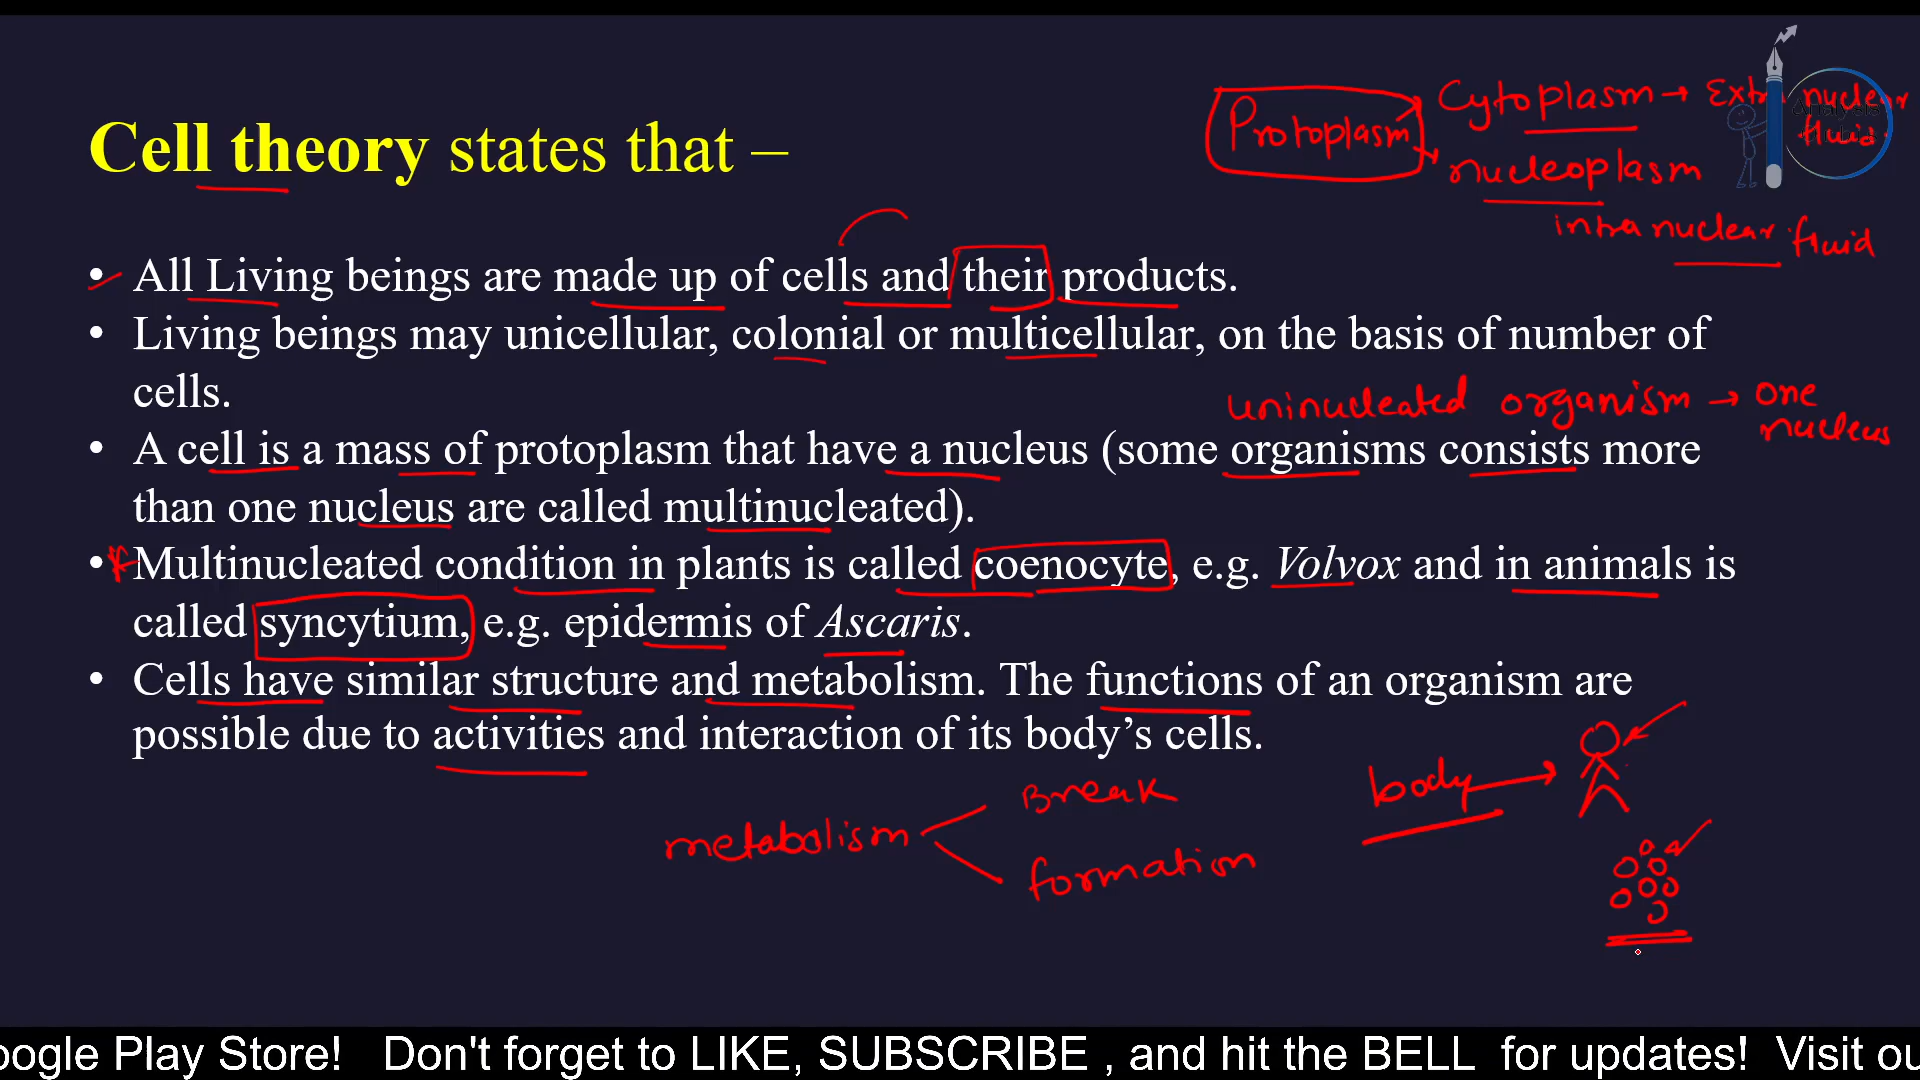 Protoplasm
Cytoplasm → Extra nuclear
fluid
nucleoplasm
intra nuclear fluid
Cell theory states that –
• All Living beings are made up of cells and their products.
• Living beings may unicellular, colonial or multicellular, on the basis of number of
cells.
uninucleated organism → one
nucleus
• A cell is a mass of protoplasm that have a nucleus (some organisms consists more
than one nucleus are called multinucleated).
• Multinucleated condition in plants is called coenocyte, e.g. Volvox and in animals is
called syncytium, e.g. epidermis of Ascaris.
• Cells have similar structure and metabolism. The functions of an organism are
possible due to activities and interaction of its body’s cells.
body
Break
metabolism
formation
oogle Play Store! Don't forget to LIKE, SUBSCRIBE , and hit the BELL for updates! Visit ou